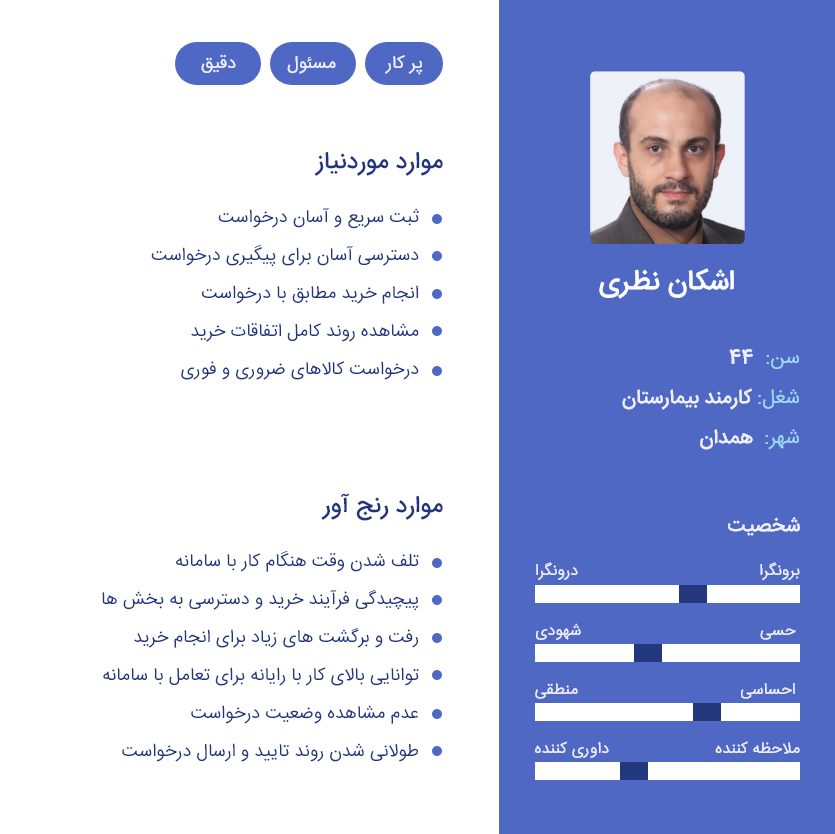 اشکان نظری
سن: ۴۴
شغل: کارمند بیمارستان
شهر: همدان
شخصیت
برونگرا درونگرا
حسی شهودی
احساسی منطقی
ملاحظه کننده داوری کننده
پر کار مسئول دقیق
موارد موردنیاز
ثبت سریع و آسان درخواست
دسترسی آسان برای پیگیری درخواست
انجام خرید مطابق با درخواست
مشاهده روند کامل اتفاقات خرید
درخواست کالاهای ضروری و فوری
موارد رنج آور
تلف شدن وقت هنگام کار با سامانه
پیچیدگی فرآیند خرید و دسترسی به بخش ها
رفت و برگشت های زیاد برای انجام خرید
توانایی بالای کار با رایانه برای تعامل با سامانه
عدم مشاهده وضعیت درخواست
طولانی شدن روند تایید و ارسال درخواست